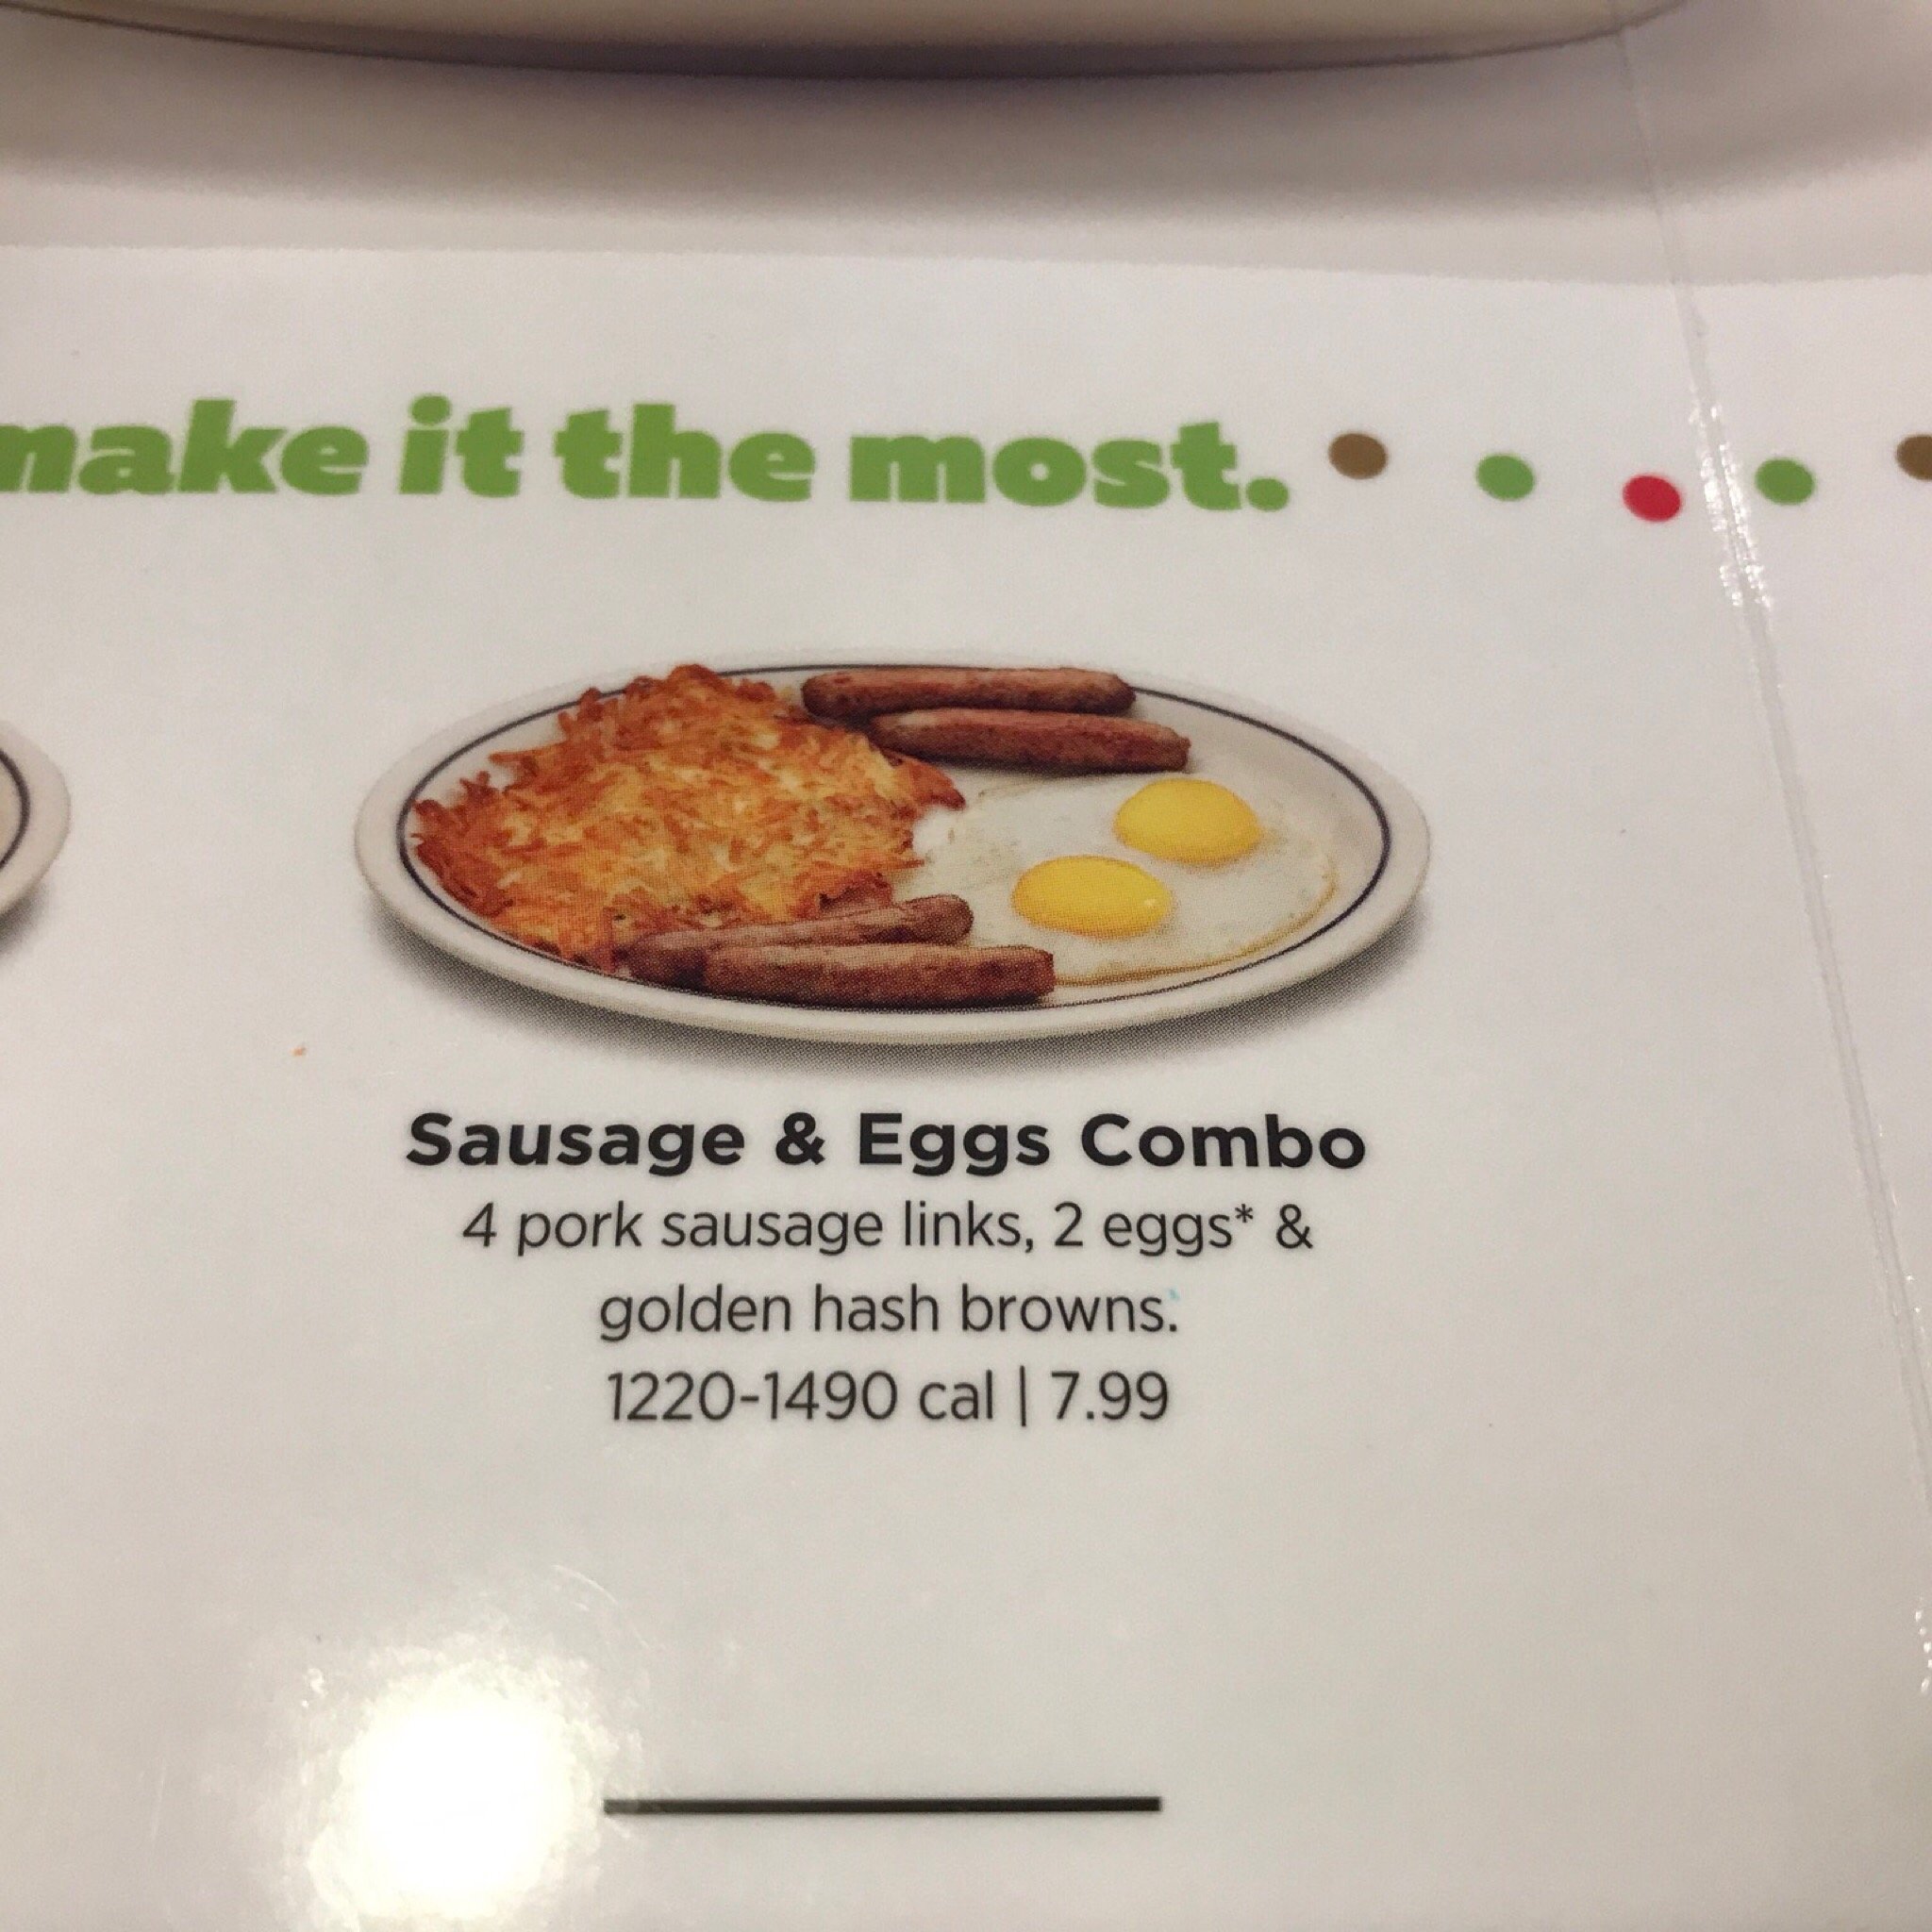 make it the most.
Sausage & Eggs Combo
4 pork sausage links, 2 eggs* &
golden hash browns.
1220-1490 cal | 7.99